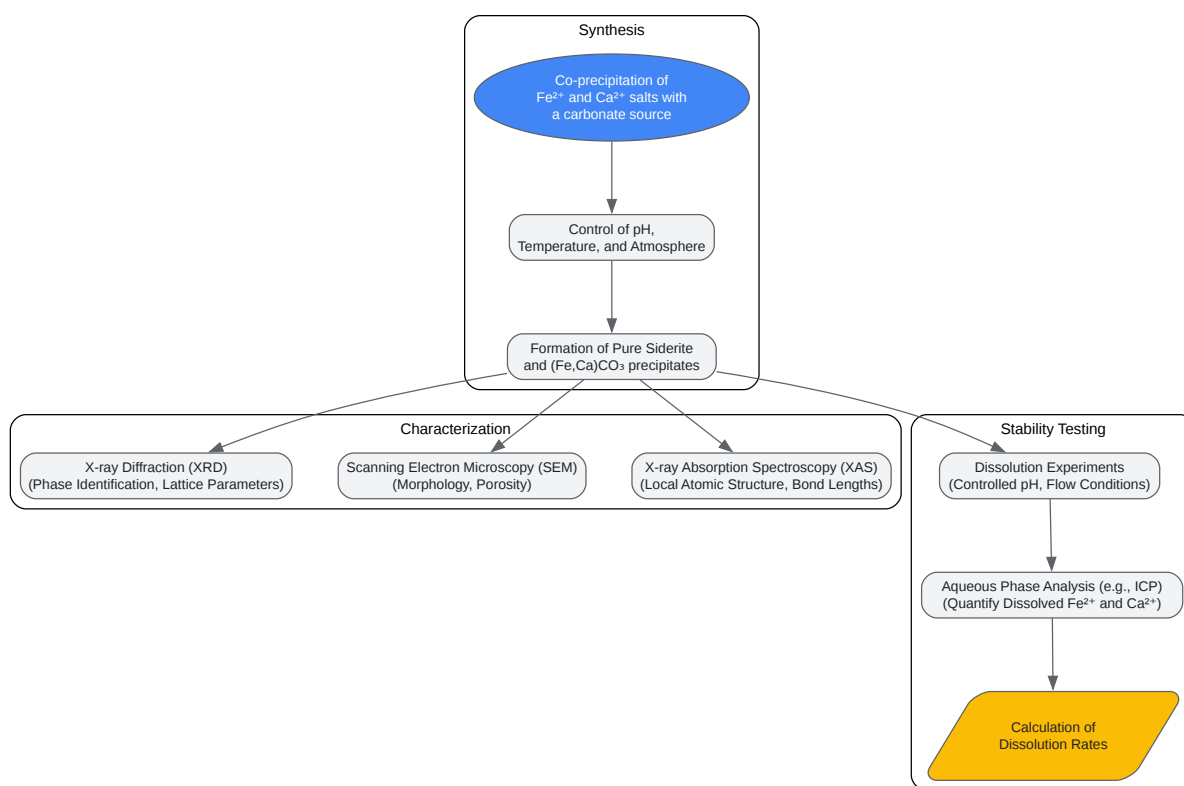 Synthesis
Co-precipitation of
Fe²⁺ and Ca²⁺ salts with
a carbonate source
Control of pH,
Temperature, and Atmosphere
Formation of Pure Siderite
and (Fe,Ca)CO₃ precipitates
Characterization
X-ray Diffraction (XRD)
(Phase Identification, Lattice Parameters)
Scanning Electron Microscopy (SEM)
(Morphology, Porosity)
X-ray Absorption Spectroscopy (XAS)
(Local Atomic Structure, Bond Lengths)
Stability Testing
Dissolution Experiments
(Controlled pH, Flow Conditions)
Aqueous Phase Analysis (e.g., ICP)
(Quantify Dissolved Fe²⁺ and Ca²⁺)
Calculation of
Dissolution Rates